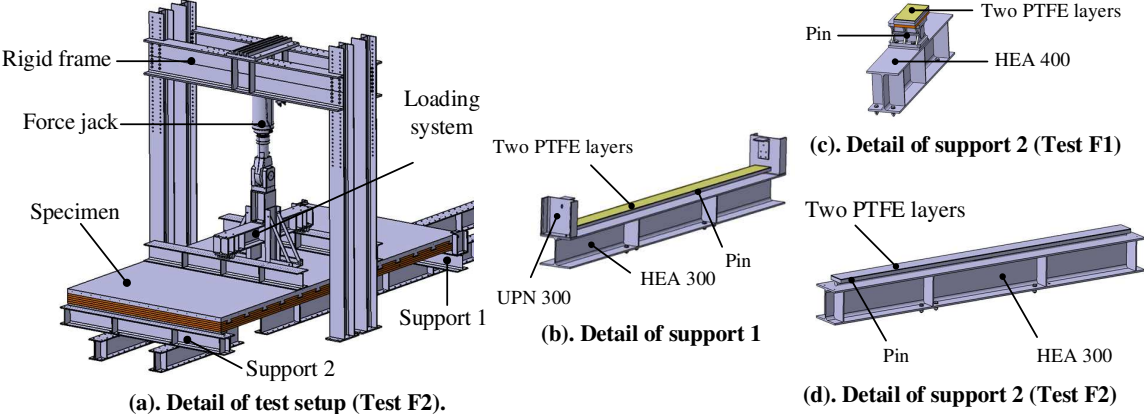 Rigid frame
Force jack
Loading
system
Specimen
Support 1
Support 2
(a). Detail of test setup (Test F2).
Two PTFE layers
Pin
HEA 300
UPN 300
(b). Detail of support 1
Two PTFE layers
Pin
HEA 400
(c). Detail of support 2 (Test F1)
Two PTFE layers
Pin
HEA 300
(d). Detail of support 2 (Test F2)